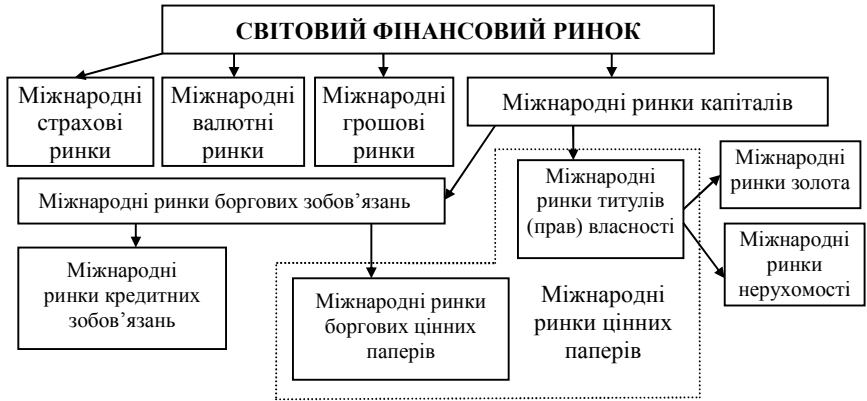 СВІТОВИЙ ФІНАНСОВИЙ РИНОК
Міжнародні
страхові
ринки
Міжнародні
валютні
ринки
Міжнародні
грошові
ринки
Міжнародні ринки капіталів
Міжнародні ринки боргових зобов’язань
Міжнародні
ринки титулів
(прав) власності
Міжнародні
ринки золота
Міжнародні
ринки
нерухомості
Міжнародні
ринки кредитних
зобов’язань
Міжнародні ринки
боргових цінних
паперів
Міжнародні
ринки цінних
паперів